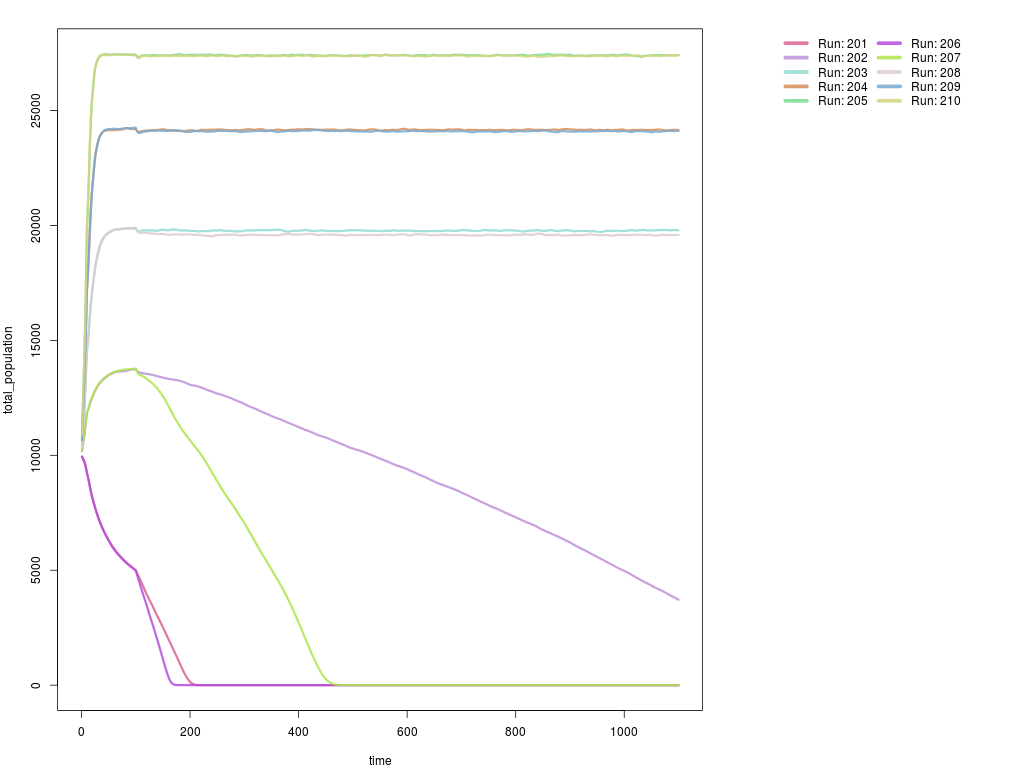 total_population
25000
20000
15000
10000
5000
0
0 200 400 600 800 1000
time
Run: 201 Run: 206
Run: 202 Run: 207
Run: 203 Run: 208
Run: 204 Run: 209
Run: 205 Run: 210